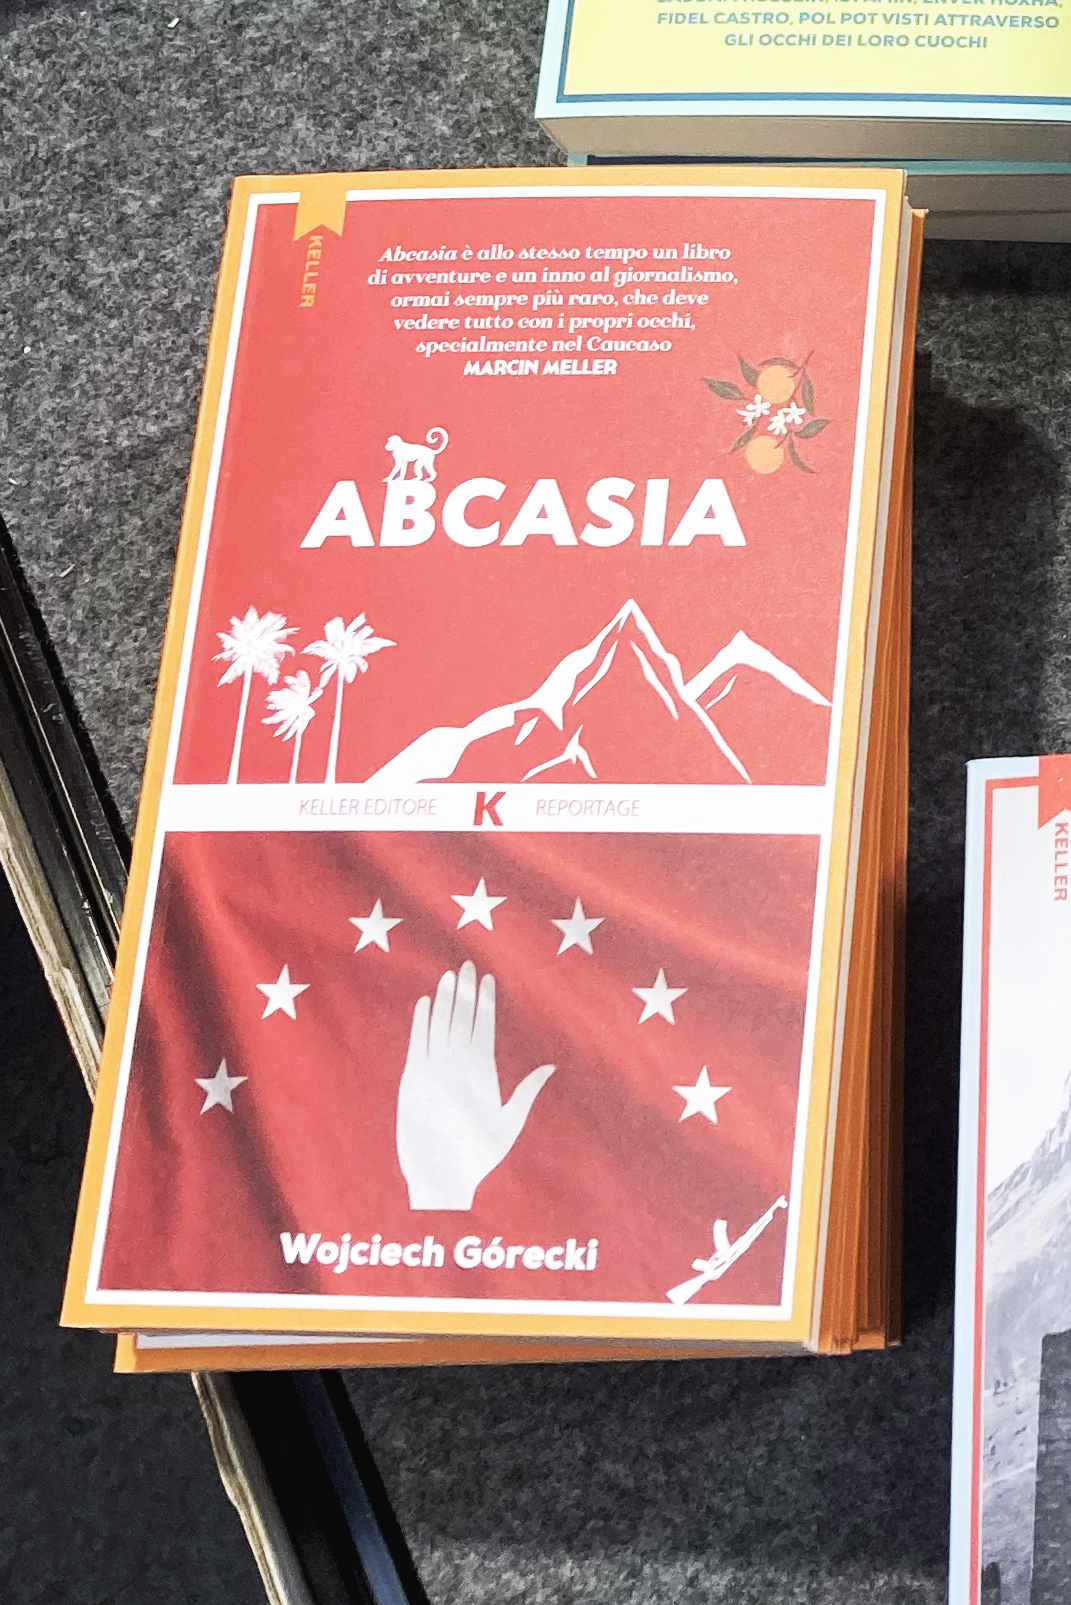 FIDEL CASTRO, POL POT VISTI ATTRAVERSO
GLI OCCHI DEI LORO CUOCHI
KELLER
Abcasia è allo stesso tempo un libro
di avventure e un inno al giornalismo,
ormai sempre più raro, che deve
vedere tutto con i propri occhi,
specialmente nel Caucaso
MARCIN MELLER
ABCASIA
KELLER EDITORE K REPORTAGE
Wojciech Górecki
KELLER